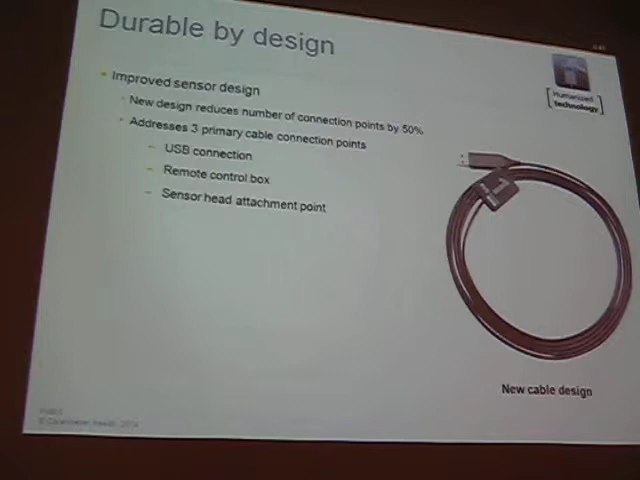 Durable by design
Improved sensor design
New design reduces number of connection points by 50%
Addresses 3 primary cable connection points
USB connection
Remote control box
Sensor head attachment point
Humanized
technology
New cable design